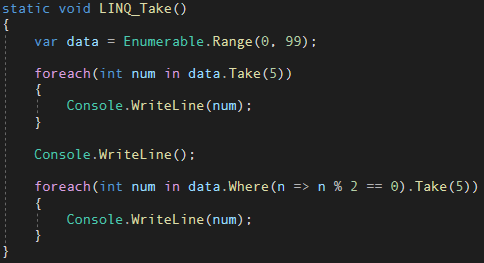 static void LINQ_Take()
{
    var data = Enumerable.Range(0, 99);

    foreach(int num in data.Take(5))
    {
        Console.WriteLine(num);
    }

    Console.WriteLine();

    foreach(int num in data.Where(n => n % 2 == 0).Take(5))
    {
        Console.WriteLine(num);
    }
}